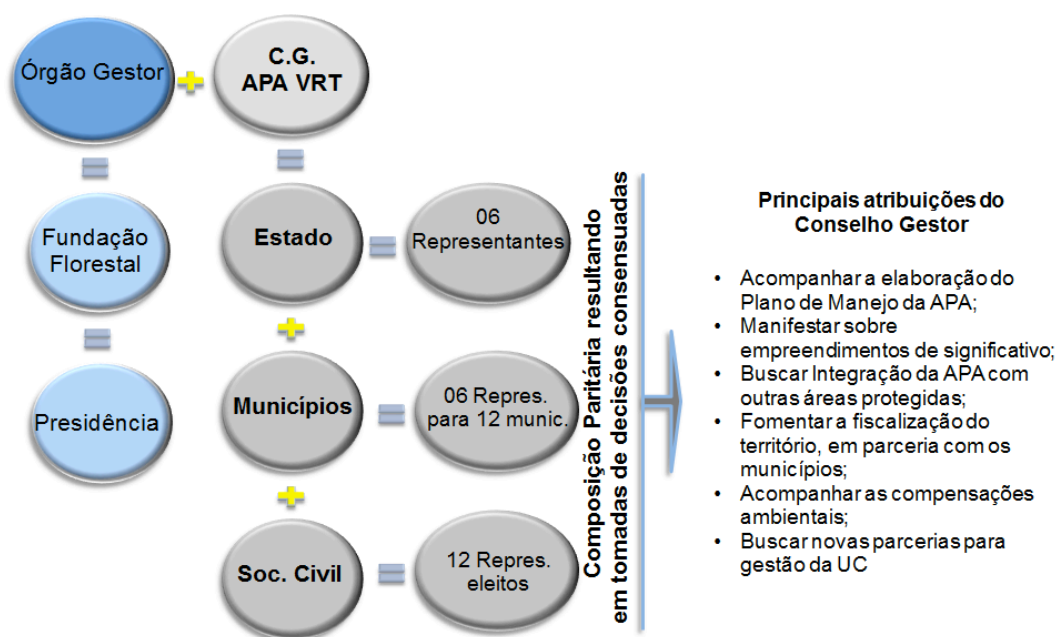 Órgão Gestor
+
C.G.
APA VRT
=
=
Fundação
Florestal
Estado
=
06
Representantes
=
+
Presidência
Municípios
=
06 Repres.
para 12 munic.
+
Soc. Civil
=
12 Repres.
eleitos
Composição Paritária resultando
em tomadas de decisões consensuadas
Principais atribuições do
Conselho Gestor
• Acompanhar a elaboração do
Plano de Manejo da APA;
• Manifestar sobre
empreendimentos de significativo;
• Buscar Integração da APA com
outras áreas protegidas;
• Fomentar a fiscalização do
território, em parceria com os
municípios;
• Acompanhar as compensações
ambientais;
• Buscar novas parcerias para
gestão da UC